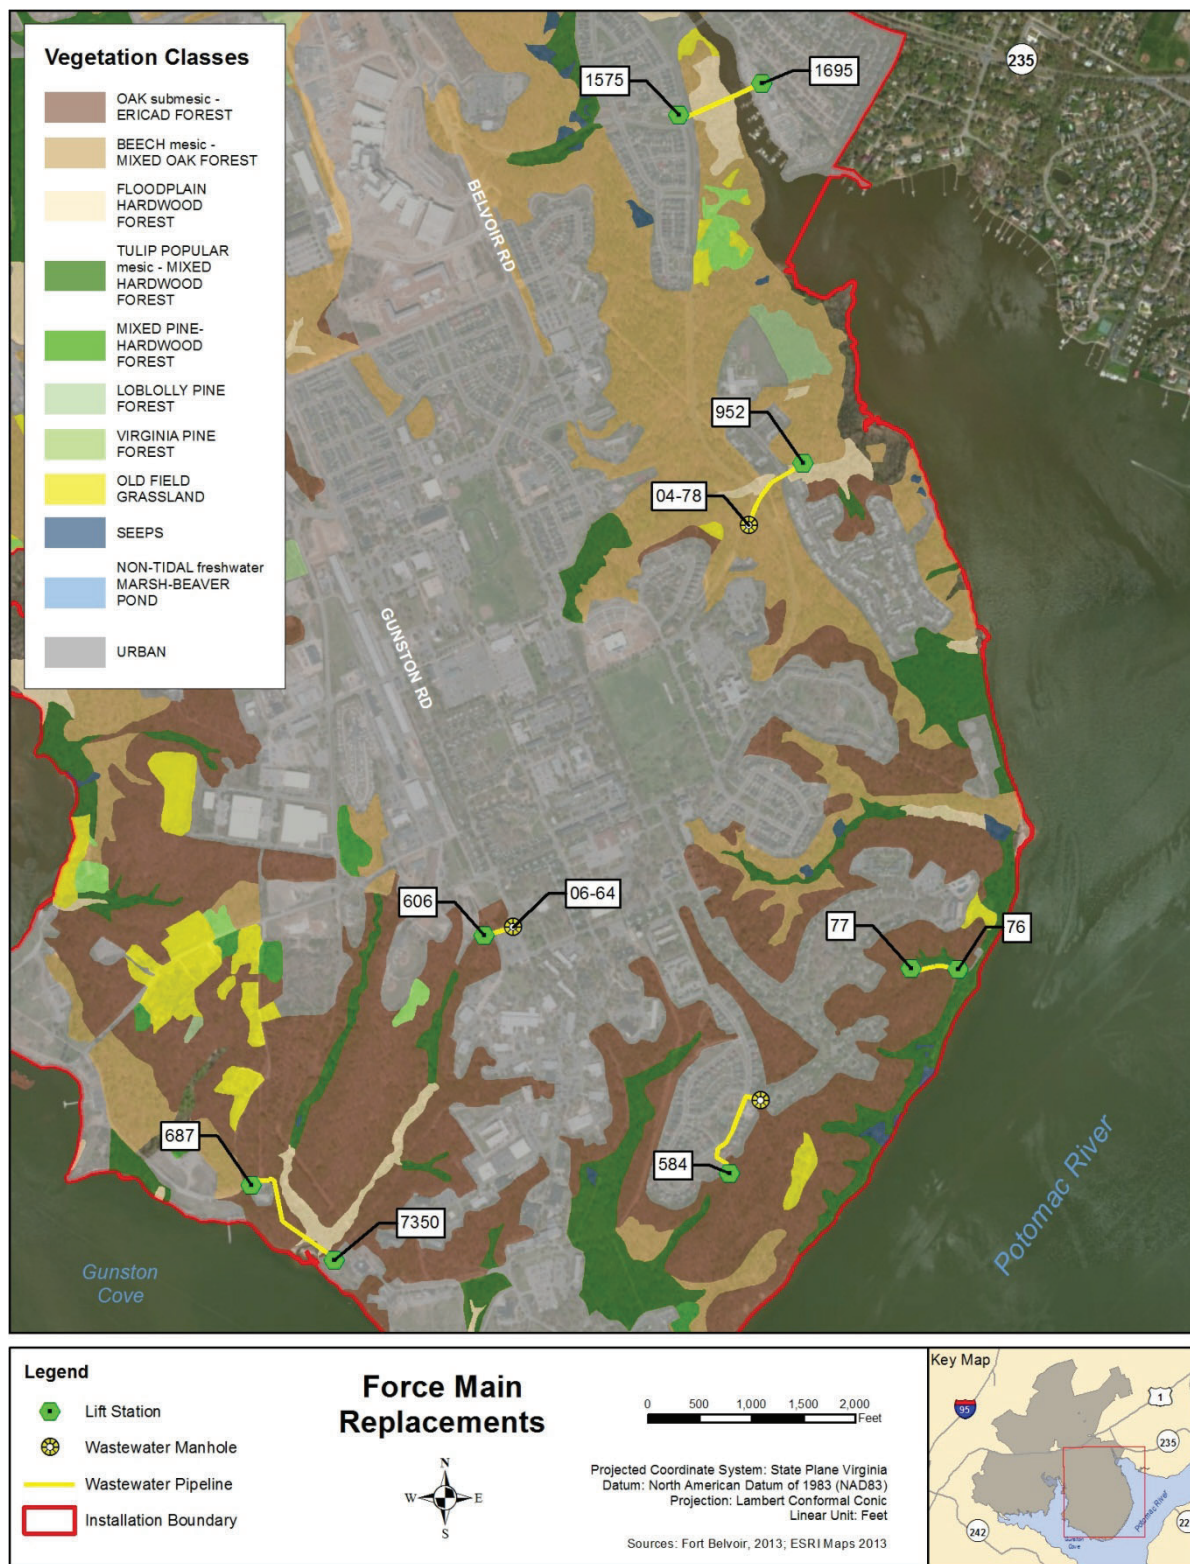 Vegetation Classes
OAK submesic -
ERICAD FOREST
BEECH mesic -
MIXED OAK FOREST
FLOODPLAIN
HARDWOOD
FOREST
TULIP POPULAR
mesic - MIXED
HARDWOOD
FOREST
MIXED PINE-
HARDWOOD
FOREST
LOBLOLLY PINE
FOREST
VIRGINIA PINE
FOREST
OLD FIELD
GRASSLAND
SEEPS
NON-TIDAL freshwater
MARSH-BEAVER
POND
URBAN
1575
1695
235
BELVOIR RD
952
04-78
GUNSTON RD
606
06-64
77
76
687
584
7350
Gunston
Cove
Potomac River
Legend
Lift Station
Wastewater Manhole
Wastewater Pipeline
Installation Boundary
Force Main
Replacements
N
W
E
S
0 500 1,000 1,500 2,000
Feet
Projected Coordinate System: State Plane Virginia
Datum: North American Datum of 1983 (NAD83)
Projection: Lambert Conformal Conic
Linear Unit: Feet
Sources: Fort Belvoir, 2013; ESRI Maps 2013
Key Map
95
1
235
242
22
Gunston
Cove
Potomac River